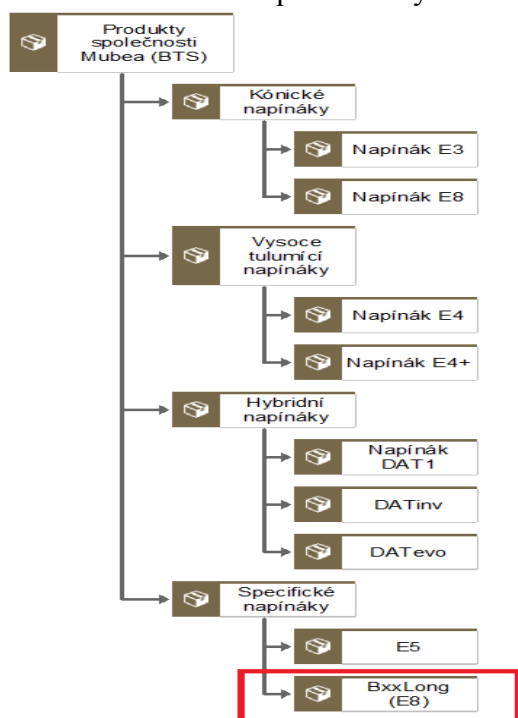 Produkty
společnosti
Mubea (BTS)
Kónické
napínáky
Napínák E3
Napínák E8
Vysoce
tulumící
napínáky
Napínák E4
Napínák E4+
Hybridní
napínáky
Napínák
DAT1
DATinv
DATevo
Specifické
napínáky
E5
BxxLong
(E8)